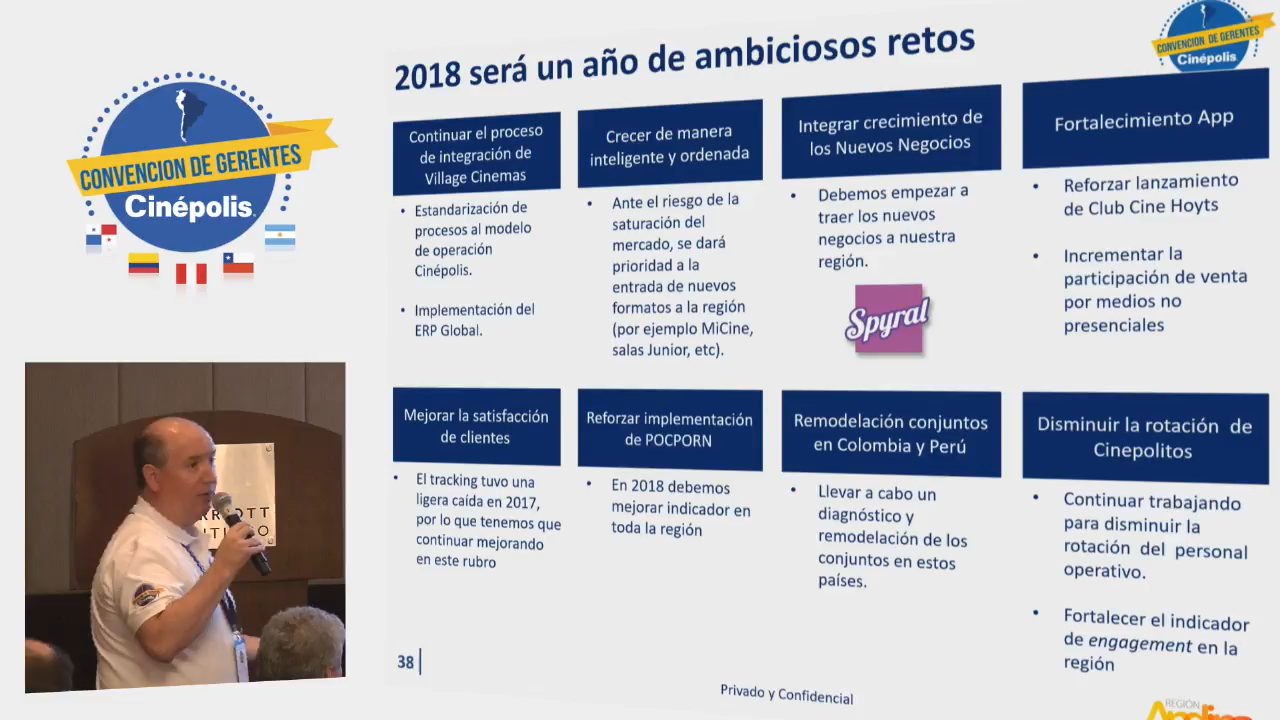 CONVENCION DE GERENTES
Cinépolis
2018 será un año de ambiciosos retos
CONVENCION DE GERENTES
Cinépolis
Continuar el proceso
de integración de
Village Cinemas
• Estandarización de
procesos al modelo
de operación
Cinépolis.
• Implementación del
ERP Global.
Crecer de manera
inteligente y ordenada
• Ante el riesgo de la
saturación del
mercado, se dará
prioridad a la
entrada de nuevos
formatos a la región
(por ejemplo MiCine,
salas Junior, etc).
Integrar crecimiento de
los Nuevos Negocios
• Debemos empezar a
traer los nuevos
negocios a nuestra
región.
Spyral
Fortalecimiento App
• Reforzar lanzamiento
de Club Cine Hoyts
• Incrementar la
participación de venta
por medios no
presenciales
Mejorar la satisfacción
de clientes
• El tracking tuvo una
ligera caída en 2017,
por lo que tenemos que
continuar mejorando
en este rubro
Reforzar implementación
de POCPORN
• En 2018 debemos
mejorar indicador en
toda la región
Remodelación conjuntos
en Colombia y Perú
• Llevar a cabo un
diagnóstico y
remodelación de los
conjuntos en estos
países.
Disminuir la rotación de
Cinepolitos
• Continuar trabajando
para disminuir la
rotación del personal
operativo.
• Fortalecer el indicador
de engagement en la
región
38
Privado y Confidencial
REGIÓN